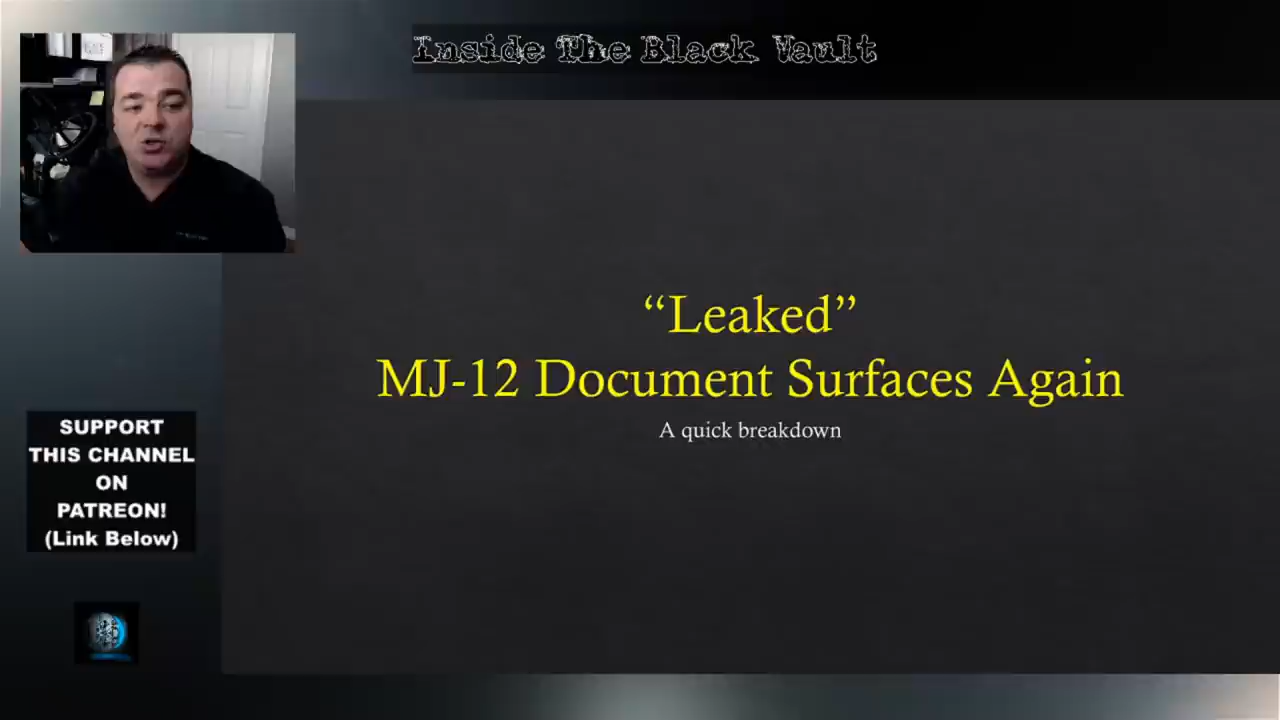 Inside The Black Vault
“Leaked”
MJ-12 Document Surfaces Again
A quick breakdown
SUPPORT
THIS CHANNEL
ON
PATREON!
(Link Below)